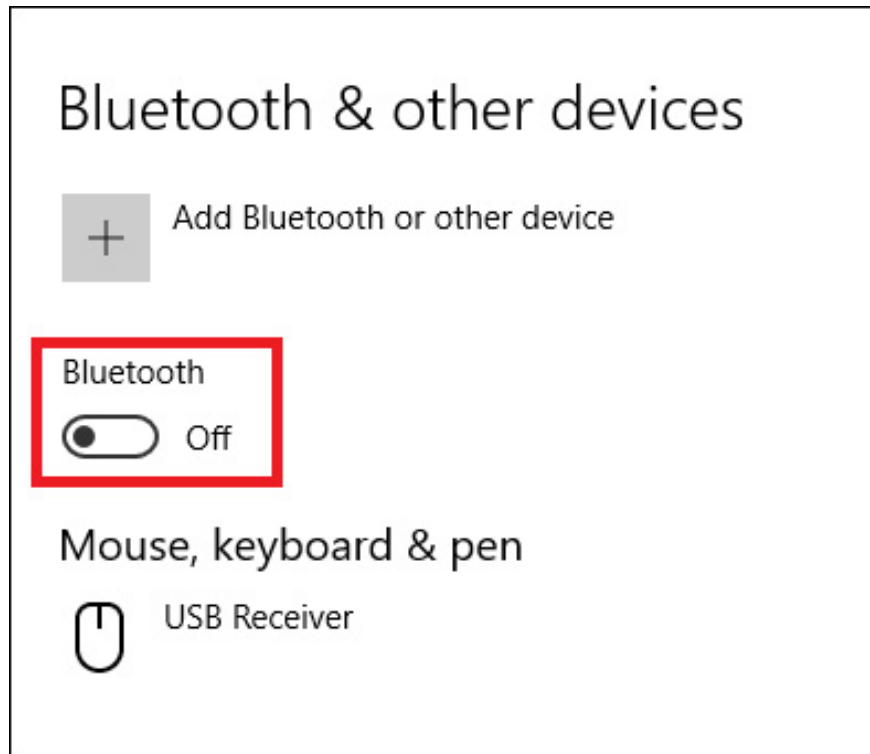 Bluetooth & other devices
Add Bluetooth or other device
Bluetooth
Off
Mouse, keyboard & pen
USB Receiver